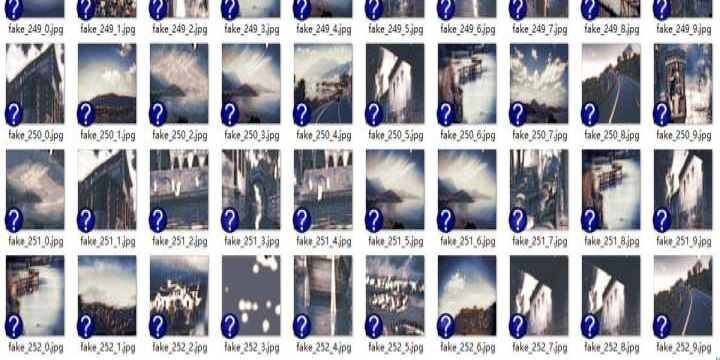 fake_249_0.jpg fake_249_1.jpg fake_249_2.jpg fake_249_3.jpg fake_249_4.jpg fake_249_5.jpg fake_249_6.jpg fake_249_7.jpg fake_249_8.jpg fake_249_9.jpg
fake_250_0.jpg fake_250_1.jpg fake_250_2.jpg fake_250_3.jpg fake_250_4.jpg fake_250_5.jpg fake_250_6.jpg fake_250_7.jpg fake_250_8.jpg fake_250_9.jpg
fake_251_0.jpg fake_251_1.jpg fake_251_2.jpg fake_251_3.jpg fake_251_4.jpg fake_251_5.jpg fake_251_6.jpg fake_251_7.jpg fake_251_8.jpg fake_251_9.jpg
fake_252_0.jpg fake_252_1.jpg fake_252_2.jpg fake_252_3.jpg fake_252_4.jpg fake_252_5.jpg fake_252_6.jpg fake_252_7.jpg fake_252_8.jpg fake_252_9.jpg